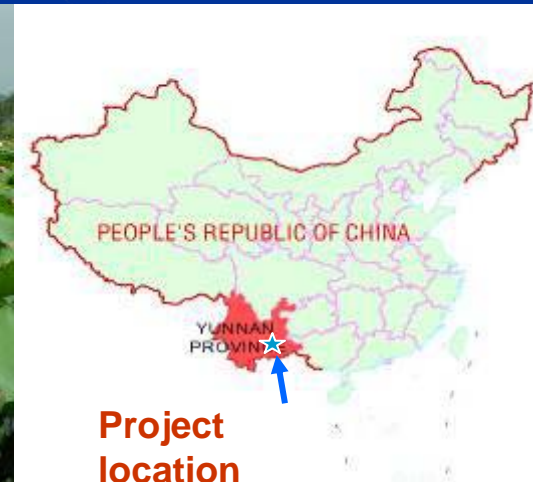 PEOPLE'S REPUBLIC OF CHINA
YUNNAN
PROVINCE
Project
location